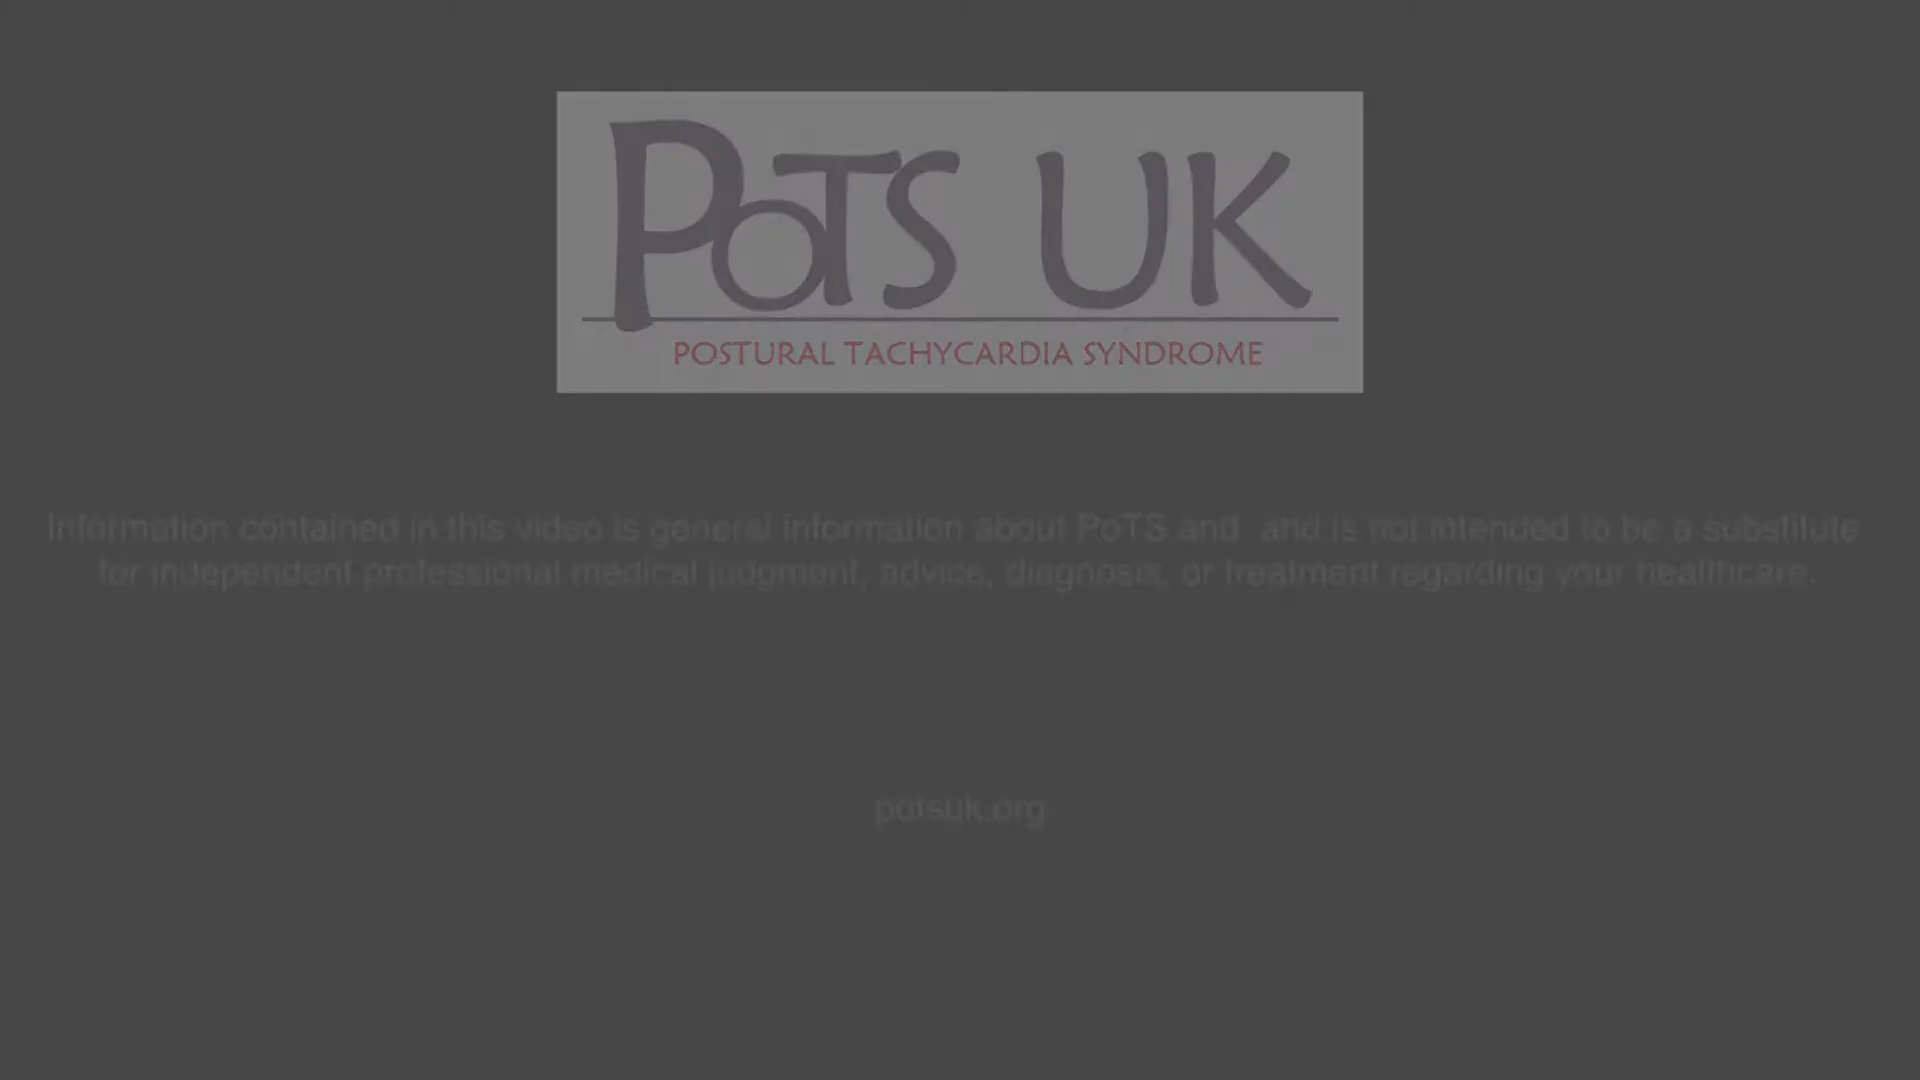 PoTS UK
POSTURAL TACHYCARDIA SYNDROME
Information contained in this video is general information about PoTS and and is not intended to be a substitute
for independent professional medical judgment, advice, diagnosis, or treatment regarding your healthcare.
potsuk.org